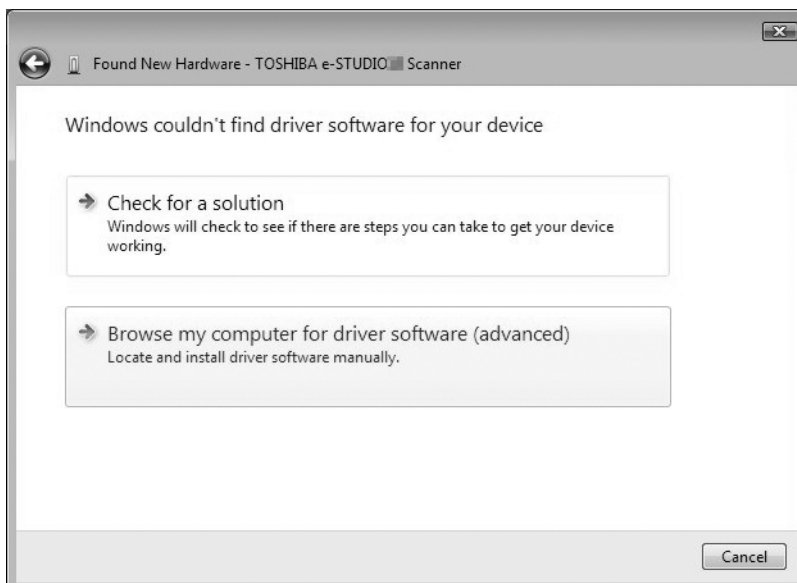 Found New Hardware - TOSHIBA e-STUDIO Scanner
Windows couldn't find driver software for your device
Check for a solution
Windows will check to see if there are steps you can take to get your device
working.
Browse my computer for driver software (advanced)
Locate and install driver software manually.
Cancel